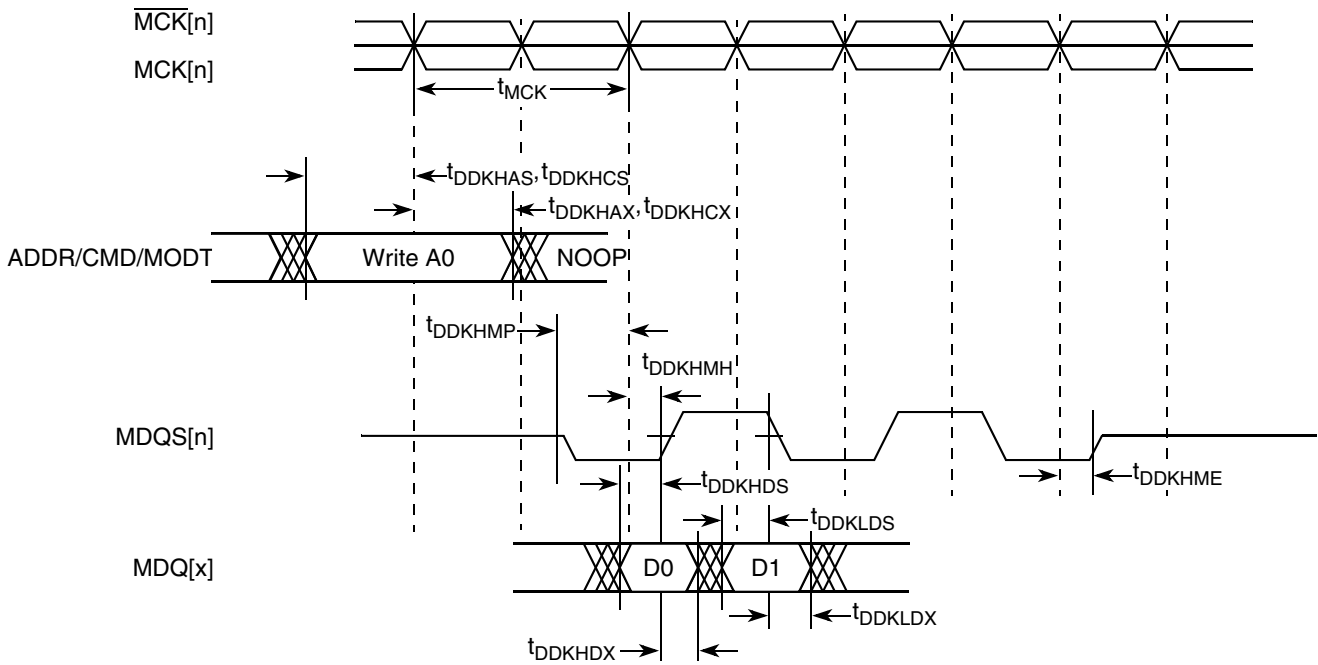 MCK[n]
MCK[n]
tMCK
tDDKHAS,tDDKHCS
tDDKHAX,tDDKHCX
ADDR/CMD/MODT
Write A0
NOOP
tDDKHMP
tDDKHMH
MDQS[n]
tDDKHDS
tDDKHME
tDDKLDS
MDQ[x]
D0
D1
tDDKLDX
tDDKHDX